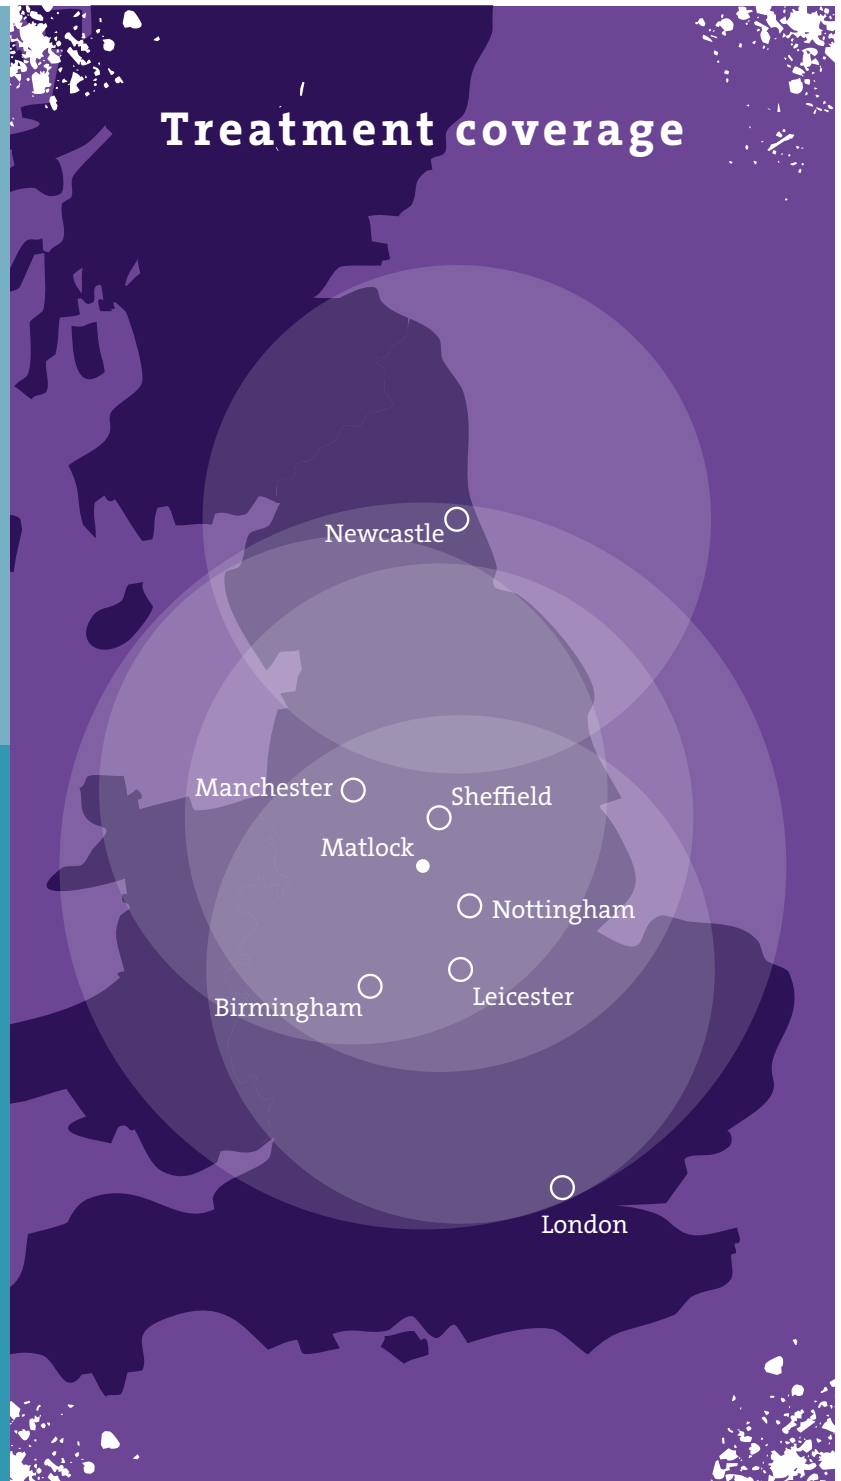 Treatment coverage
Newcastle
Manchester
Sheffield
Matlock
Nottingham
Leicester
Birmingham
London